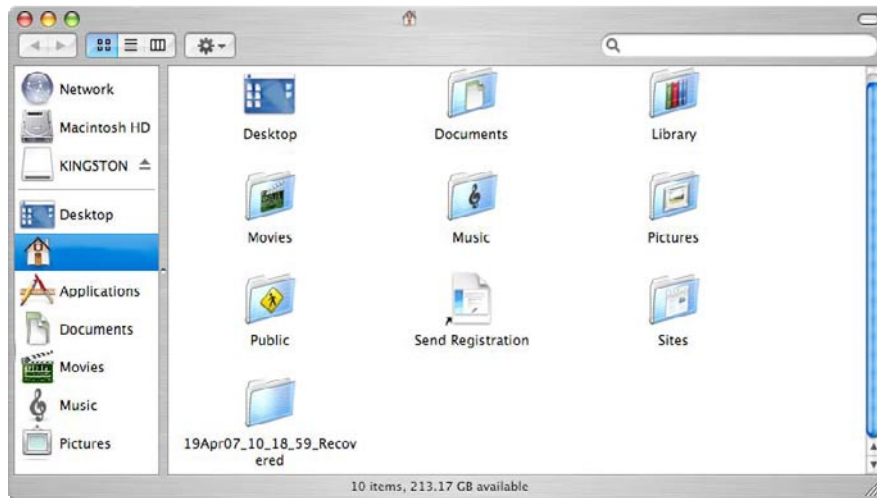 Network
Macintosh HD
KINGSTON
Desktop
Applications
Documents
Movies
Music
Pictures
Desktop
Documents
Library
Movies
Music
Pictures
Public
Send Registration
Sites
19Apr07_10_18_59_Recov
ered
10 items, 213.17 GB available